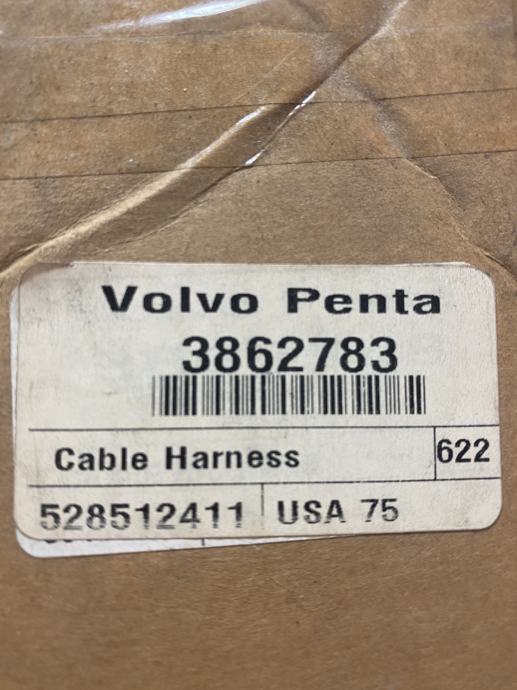 Volvo Penta
3862783
Cable Harness 622
528512411 USA 75